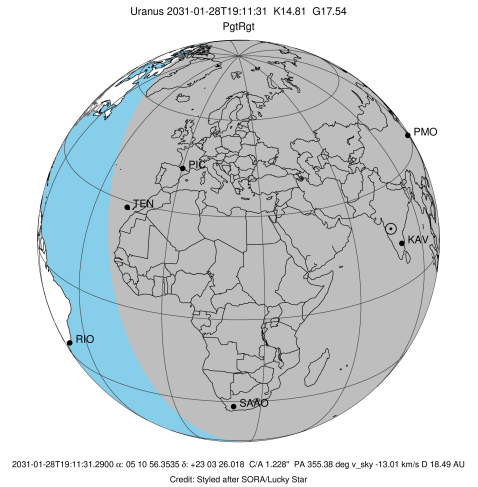 Uranus 2031-01-28T19:11:31 K14.81 G17.54
PgtRgt
PMO
PIC
TEN
KAV
RIO
SAAO
2031-01-28T19:11:31.2900 α: 05 10 56.3535 δ: +23 03 26.018 C/A 1.228" PA 355.38 deg v_sky -13.01 km/s D 18.49 AU
Credit: Styled after SORA/Lucky Star